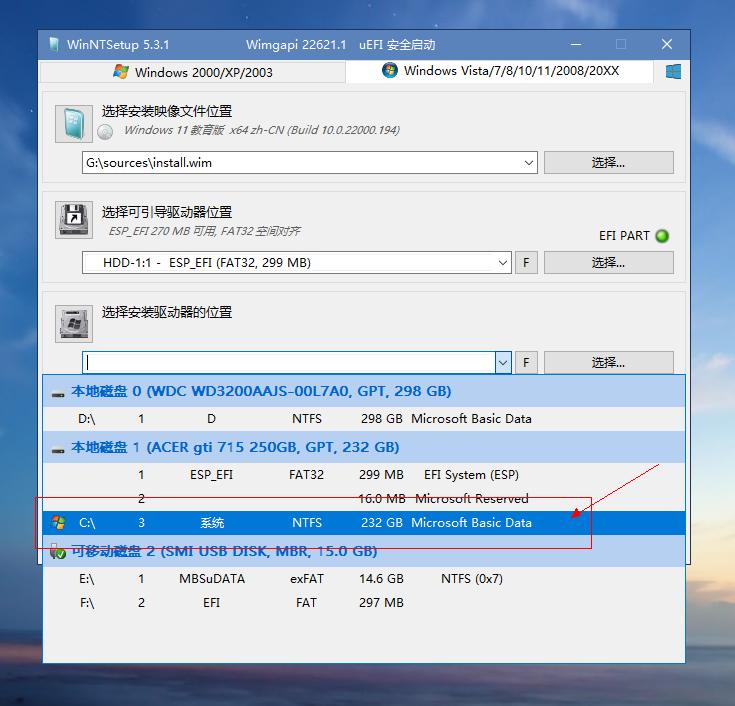 WinNTSetup 5.3.1 Wimgapi 22621.1 uEFI 安全启动
Windows 2000/XP/2003 Windows Vista/7/8/10/11/2008/20XX
选择安装映像文件位置
Windows 11 教育版 x64 zh-CN (Build 10.0.22000.194)
G:\sources\install.wim 选择...
选择可引导驱动器位置
ESP_EFI 270 MB 可用, FAT32 空间对齐
EFI PART
HDD-1:1 - ESP_EFI (FAT32, 299 MB) F 选择...
选择安装驱动器的位置
F 选择...
本地磁盘 0 (WDC WD3200AAJS-00L7A0, GPT, 298 GB)
D:\ 1 D NTFS 298 GB Microsoft Basic Data
本地磁盘 1 (ACER gti 715 250GB, GPT, 232 GB)
1 ESP_EFI FAT32 299 MB EFI System (ESP)
2 16.0 MB Microsoft Reserved
C:\ 3 系统 NTFS 232 GB Microsoft Basic Data
可移动磁盘 2 (SMI USB DISK, MBR, 15.0 GB)
E:\ 1 MBSuDATA exFAT 14.6 GB NTFS (0x7)
F:\ 2 EFI FAT 297 MB